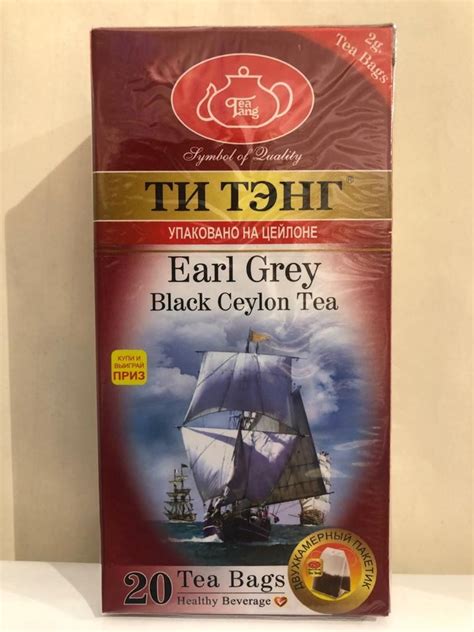 2g.
Tea Bags
Tea
Tang
Symbol of Quality
ТИ ТЭНГ®
УПАКОВАНО НА ЦЕЙЛОНЕ
Earl Grey
Black Ceylon Tea
КУПИ И
ВЫИГРАЙ
ПРИЗ
ДВУХКАМЕРНЫЙ ПАКЕТИК
20 Tea Bags
Healthy Beverage